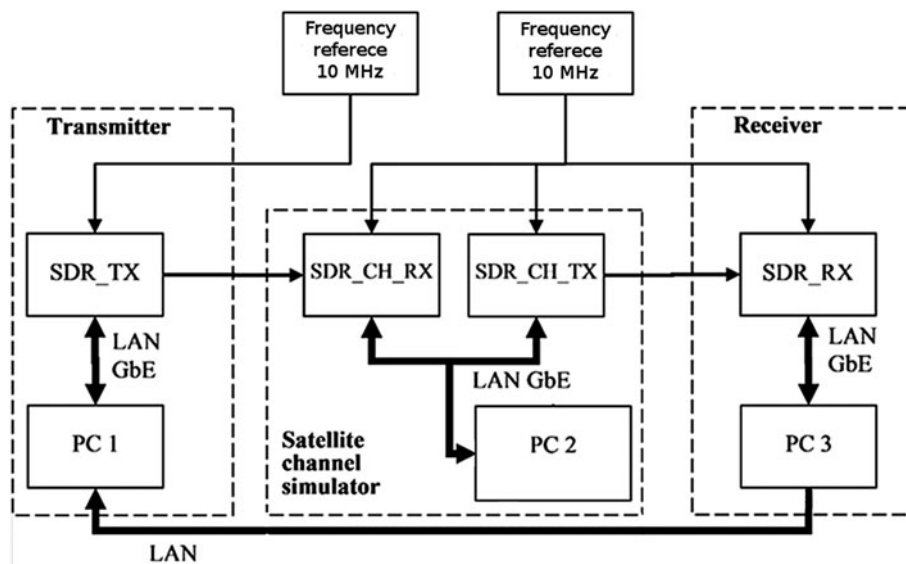 Frequency
referece
10 MHz
Frequency
referece
10 MHz
Transmitter
Receiver
SDR_TX
SDR_CH_RX
SDR_CH_TX
SDR_RX
LAN
GbE
LAN GbE
LAN
GbE
PC 1
Satellite
channel
simulator
PC 2
PC 3
LAN